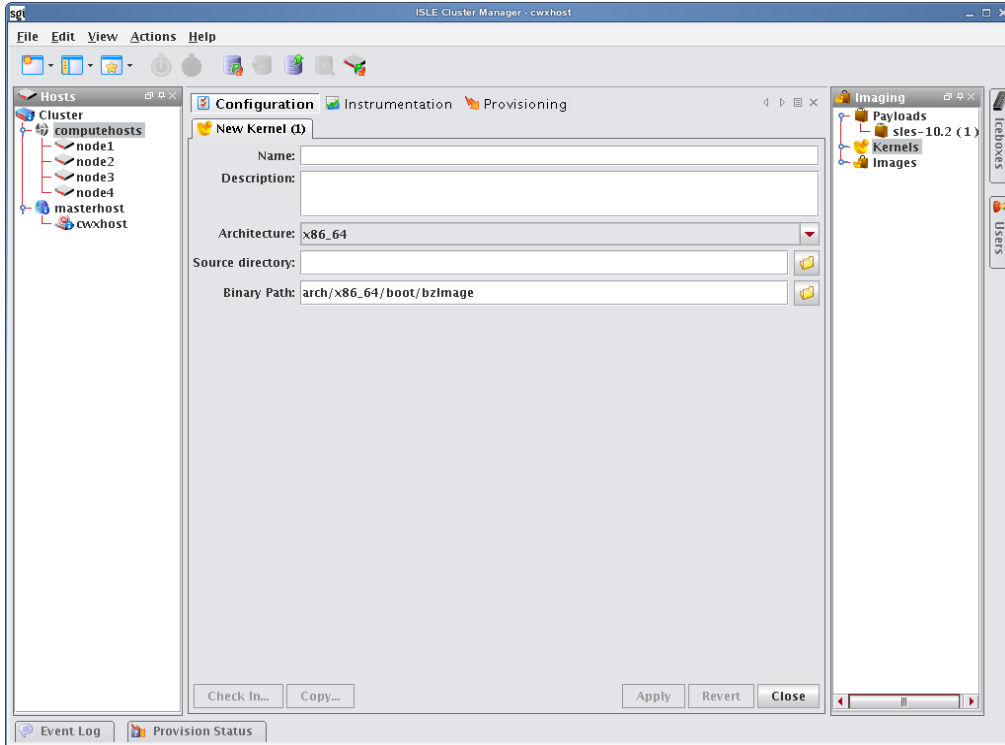 sgi
ISLE Cluster Manager - cwxhost
File Edit View Actions Help
Hosts
Cluster
computehosts
node1
node2
node3
node4
masterhost
cwxhost
Configuration Instrumentation Provisioning
New Kernel (1)
Name:
Description:
Architecture: x86_64
Source directory:
Binary Path: arch/x86_64/boot/bzImage
Check In... Copy... Apply Revert Close
Imaging
Payloads
sles-10.2 (1)
Kernels
Images
Iceboxes
Users
Event Log Provision Status